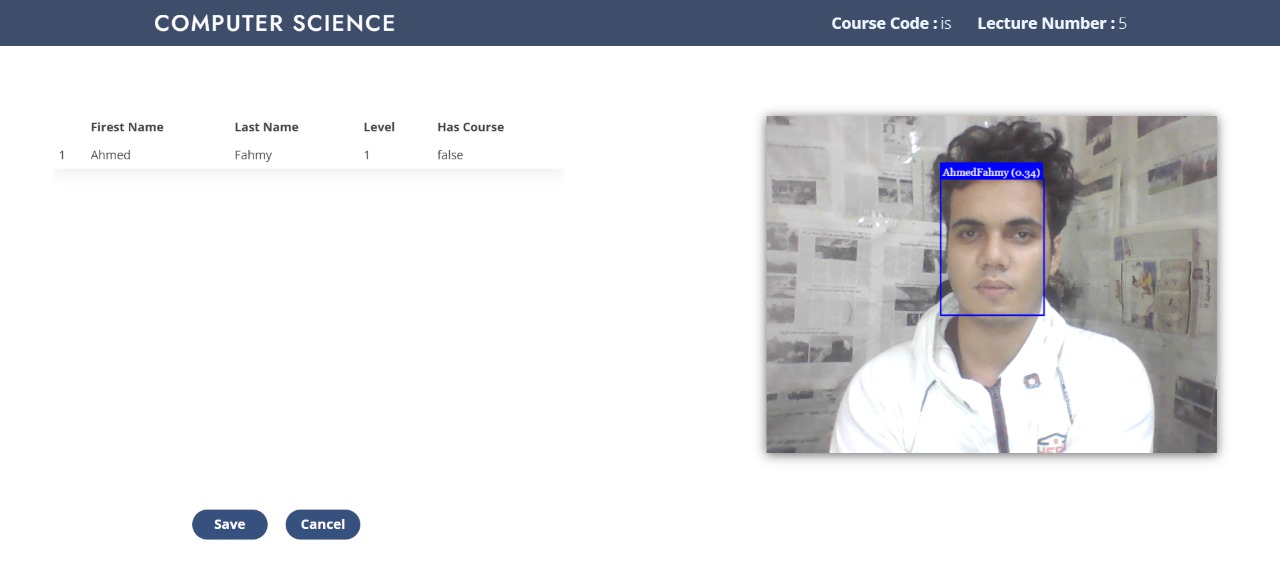 COMPUTER SCIENCE
Course Code : is Lecture Number : 5
Firest Name Last Name Level Has Course
1 Ahmed Fahmy 1 false
AhmedFahmy (0.34)
Save Cancel